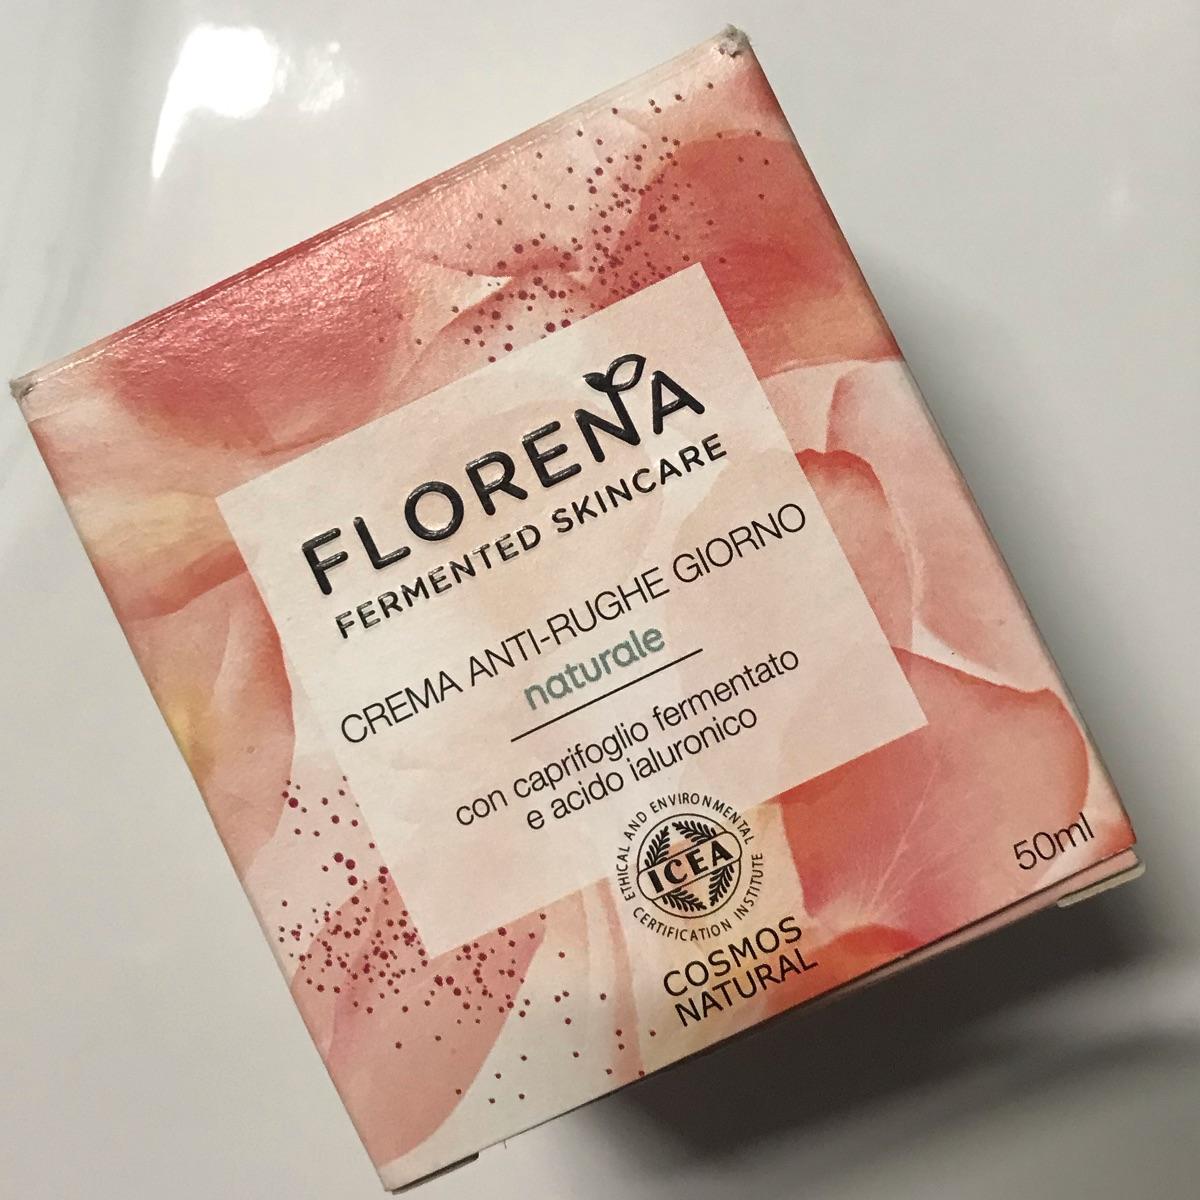 FLORENA
FERMENTED SKINCARE
CREMA ANTI-RUGHE GIORNO
naturale
con caprifoglio fermentato
e acido ialuronico
ETHICAL AND ENVIRONMENTAL
ICEA
CERTIFICATION INSTITUTE
COSMOS
NATURAL
50ml